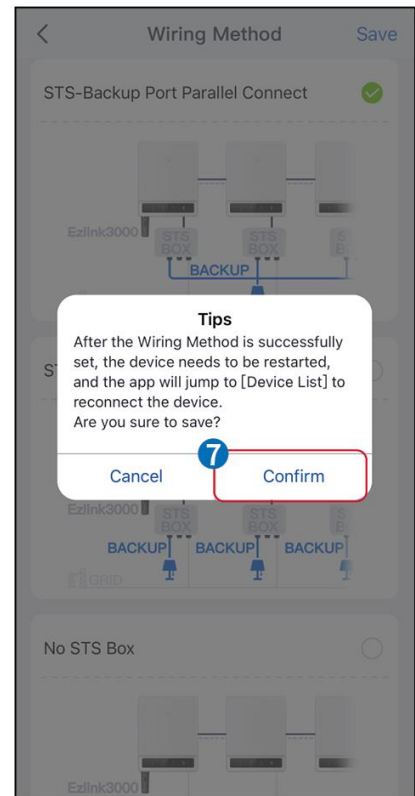 Wiring Method Save
STS-Backup Port Parallel Connect
Ezlink3000 STS STS S
BOX BOX B
BACKUP
Tips
After the Wiring Method is successfully
set, the device needs to be restarted,
and the app will jump to [Device List] to
reconnect the device.
Are you sure to save?
7
Cancel Confirm
Ezlink3000 STS STS S
BOX BOX B
BACKUP BACKUP BACKUP
GRID
No STS Box
Ezlink3000